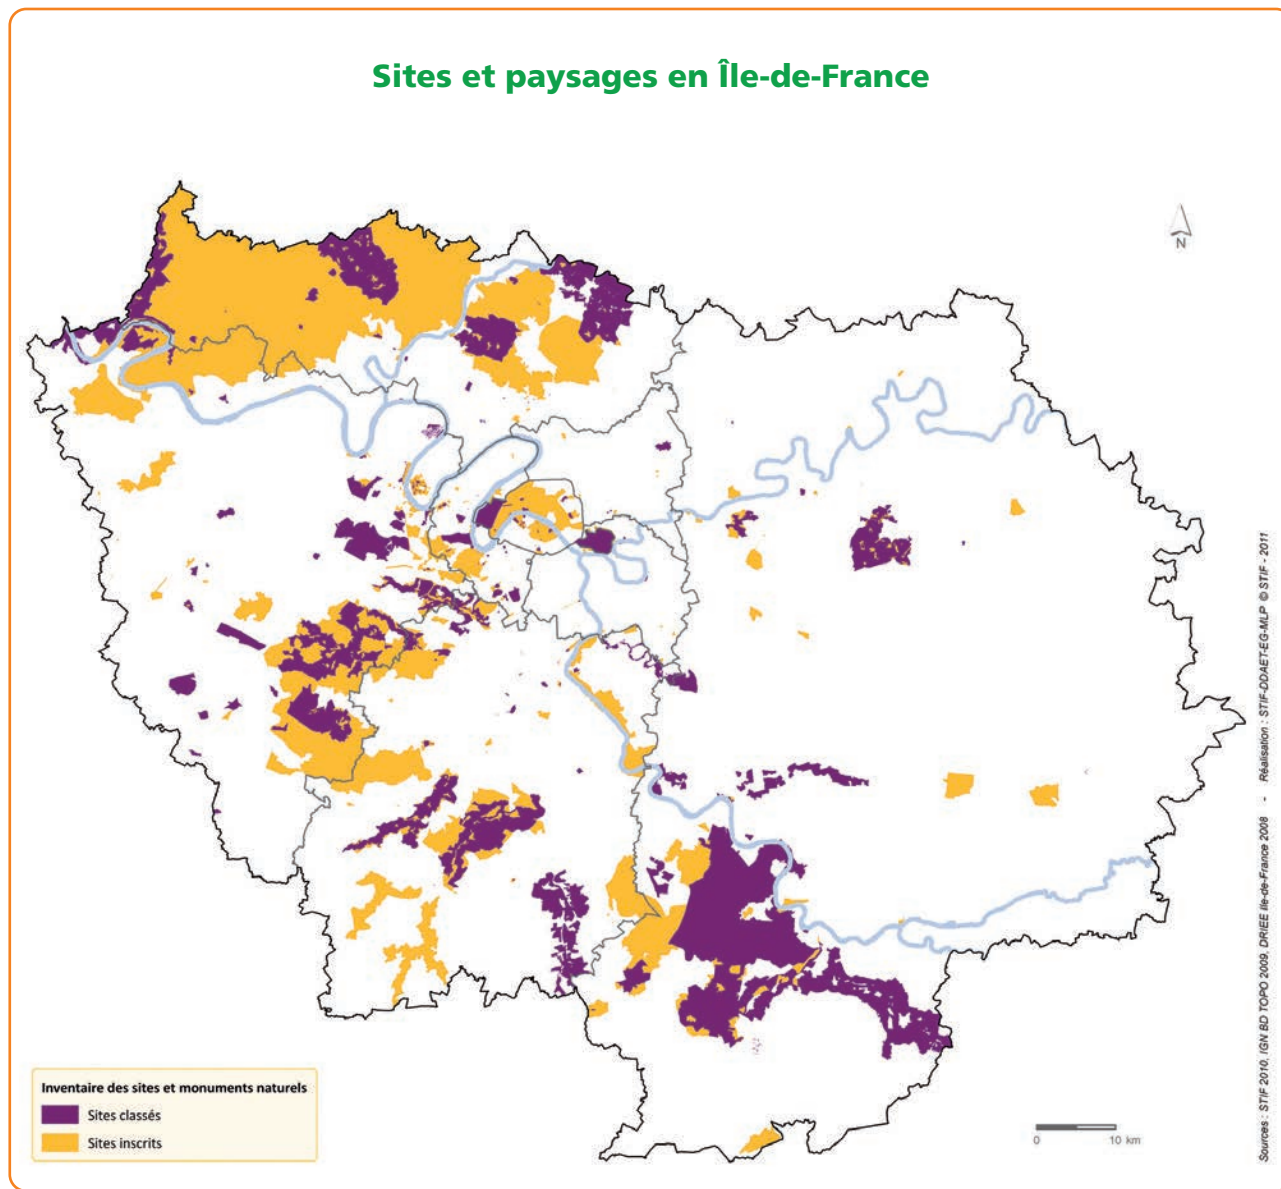 Sites et paysages en Île-de-France
N
Inventaire des sites et monuments naturels
Sites classés
Sites inscrits
0 10 km
Sources : STIF 2010, IGN BD TOPO 2009, DRIEE Ile-de-France 2008 - Réalisation : STIF-DDAET-EG-MLP © STIF - 2011